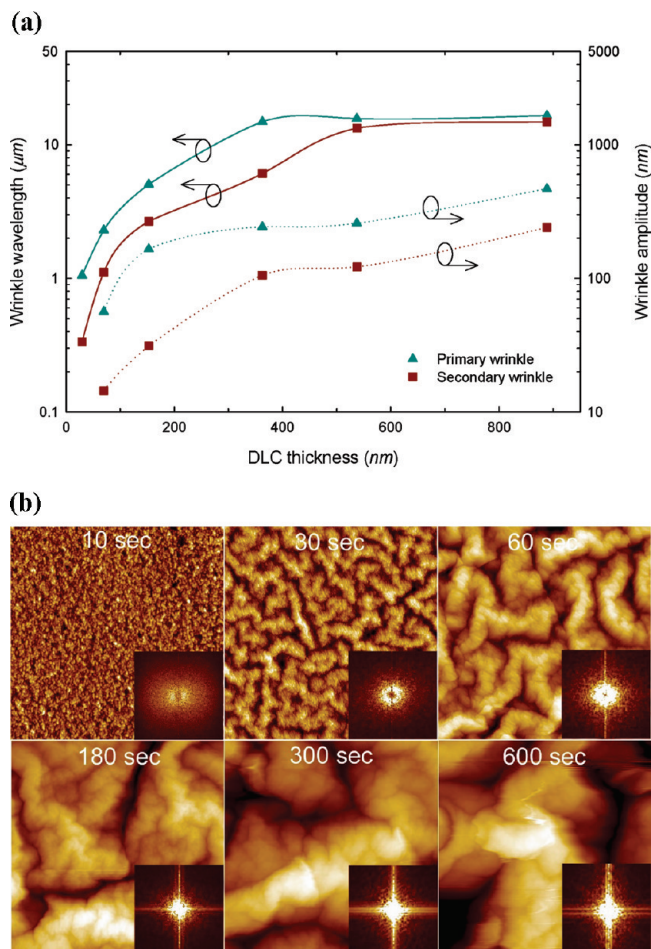 (a)
50
5000
10
1000
1
100
0.1
10
Wrinkle wavelength (μm)
Wrinkle amplitude (nm)
Primary wrinkle
Secondary wrinkle
0
200
400
600
800
DLC thickness (nm)
(b)
10 sec
30 sec
60 sec
180 sec
300 sec
600 sec